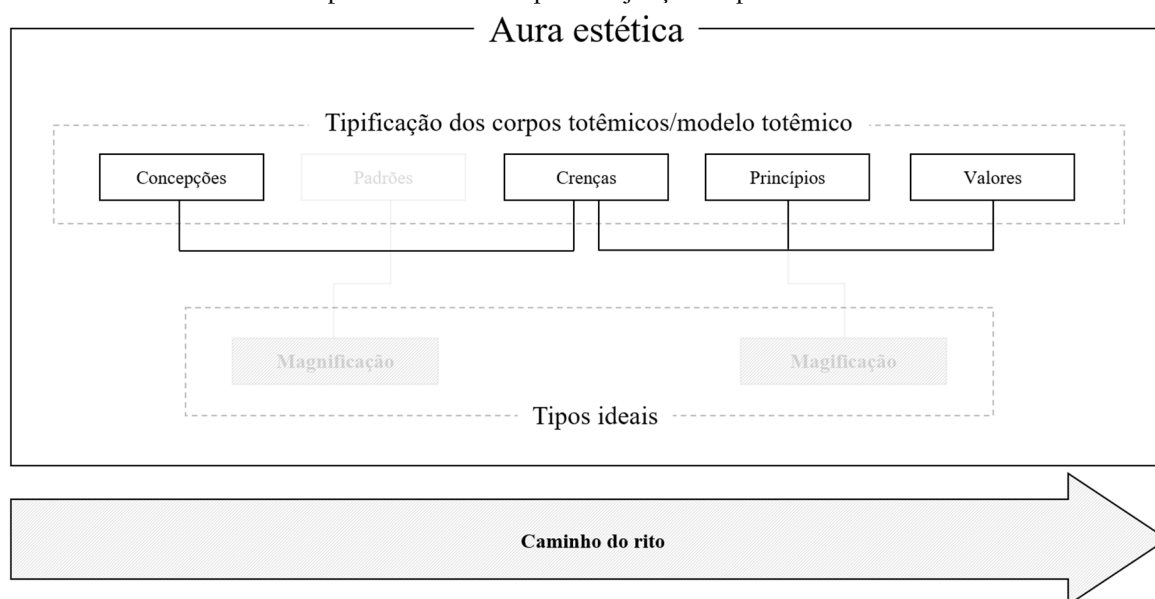 Aura estética
Tipificação dos corpos totêmicos/modelo totêmico
Concepções
Padrões
Crenças
Princípios
Valores
Magnificação
Magificação
Tipos ideais
Caminho do rito